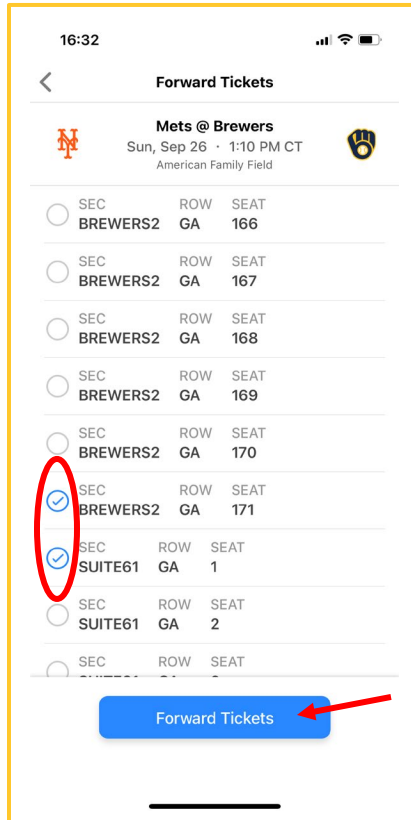 16:32
Forward Tickets
Mets @ Brewers
Sun, Sep 26 · 1:10 PM CT
American Family Field
SEC ROW SEAT
BREWERS2 GA 166
SEC ROW SEAT
BREWERS2 GA 167
SEC ROW SEAT
BREWERS2 GA 168
SEC ROW SEAT
BREWERS2 GA 169
SEC ROW SEAT
BREWERS2 GA 170
SEC ROW SEAT
BREWERS2 GA 171
SEC ROW SEAT
SUITE61 GA 1
SEC ROW SEAT
SUITE61 GA 2
SEC ROW SEAT
Forward Tickets